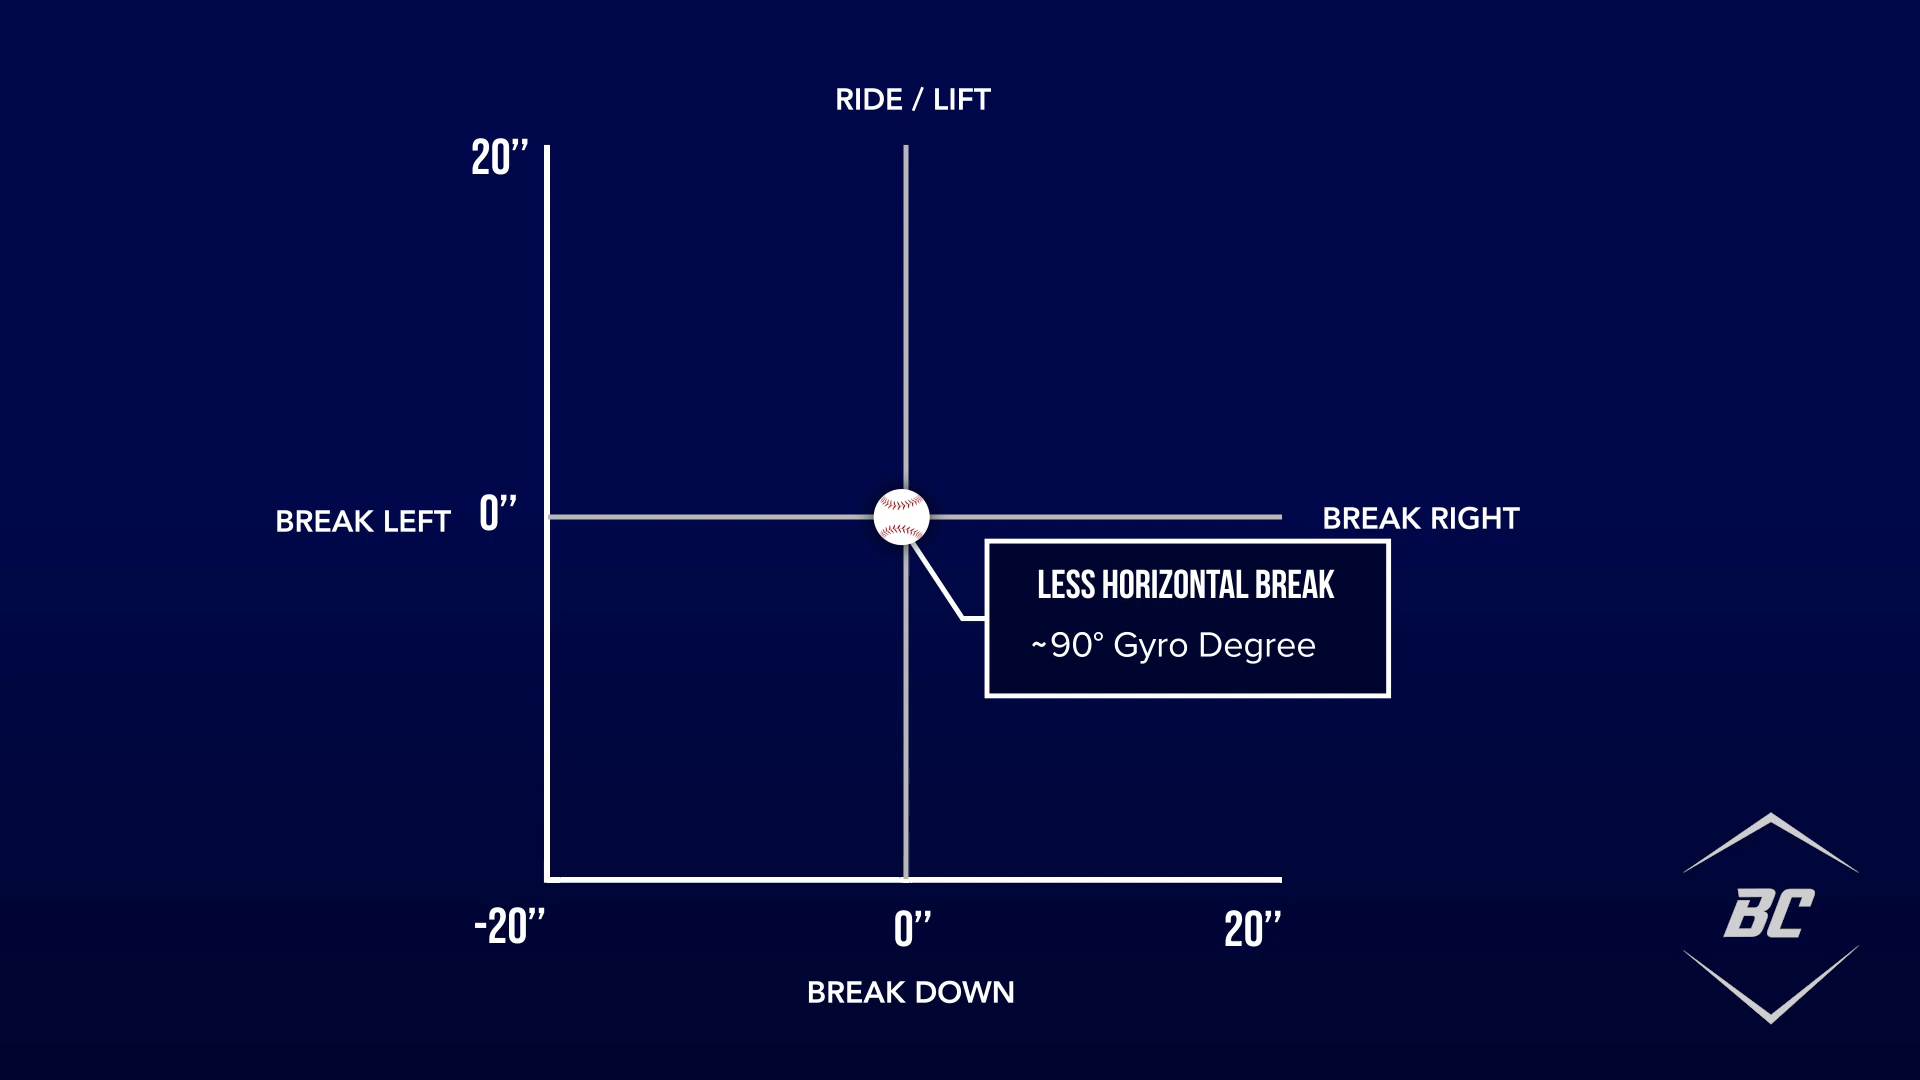 RIDE / LIFT
20’’
BREAK LEFT
0’’
BREAK RIGHT
LESS HORIZONTAL BREAK
~90° Gyro Degree
-20’’
0’’
20’’
BREAK DOWN
BC